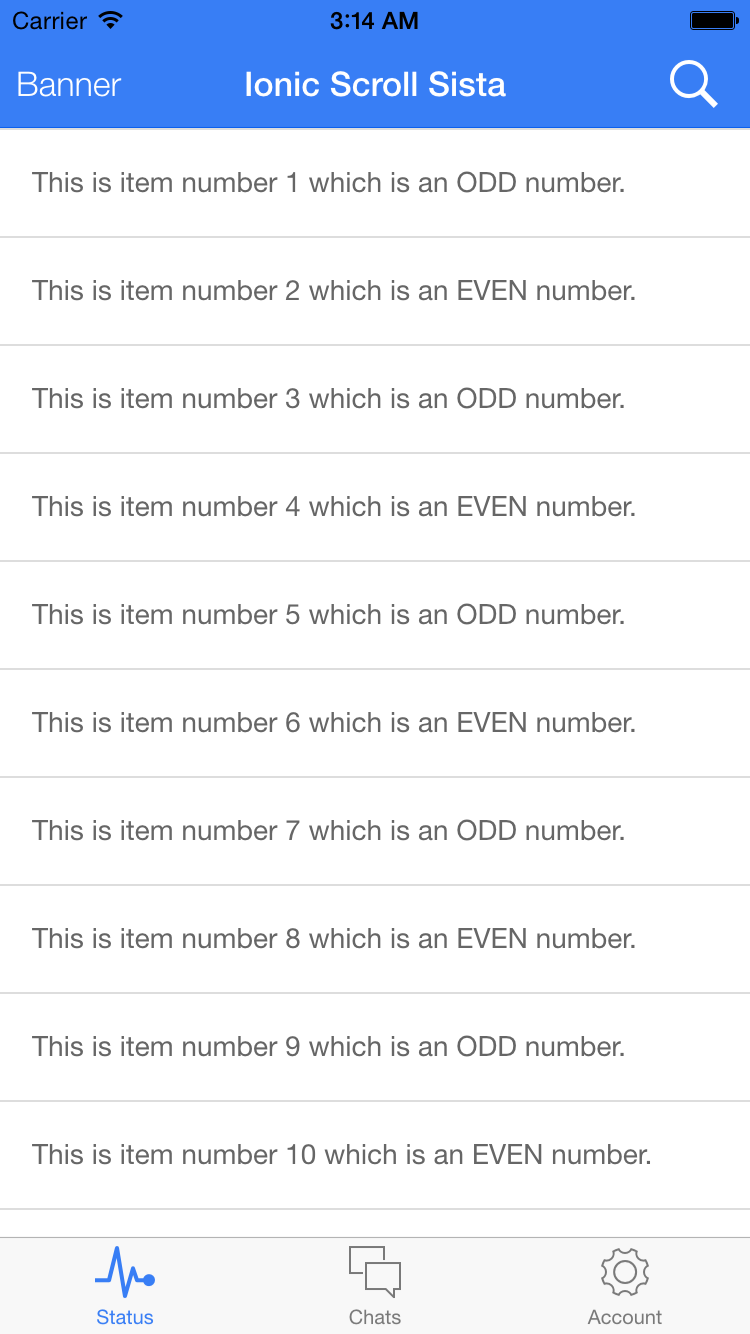 Carrier 3:14 AM
Banner Ionic Scroll Sista
This is item number 1 which is an ODD number.
This is item number 2 which is an EVEN number.
This is item number 3 which is an ODD number.
This is item number 4 which is an EVEN number.
This is item number 5 which is an ODD number.
This is item number 6 which is an EVEN number.
This is item number 7 which is an ODD number.
This is item number 8 which is an EVEN number.
This is item number 9 which is an ODD number.
This is item number 10 which is an EVEN number.
Status Chats Account